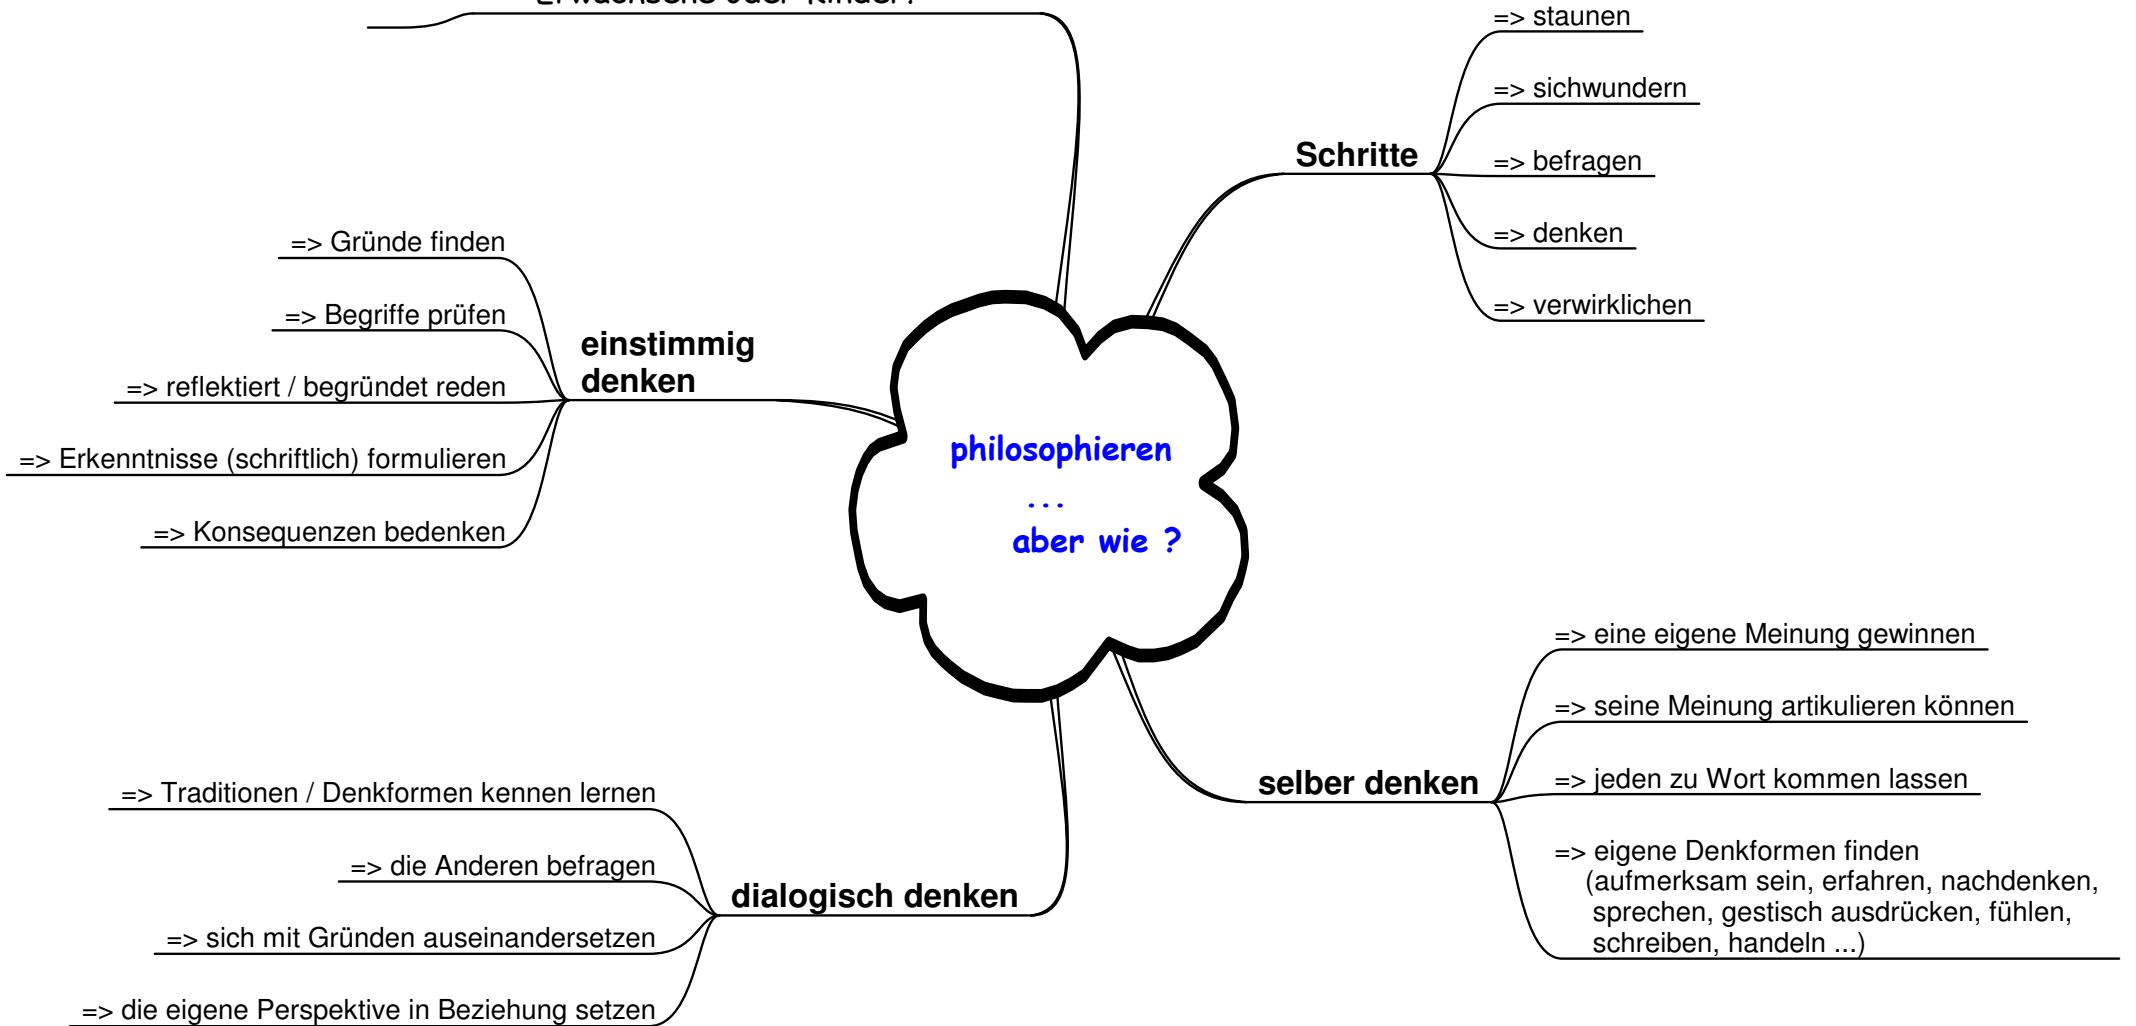 Erwachsene oder Kinder?
philosophieren
...
aber wie ?
Schritte
=> staunen
=> sichwundern
=> befragen
=> denken
=> verwirklichen
selber denken
=> eine eigene Meinung gewinnen
=> seine Meinung artikulieren können
=> jeden zu Wort kommen lassen
=> eigene Denkformen finden
(aufmerksam sein, erfahren, nachdenken,
sprechen, gestisch ausdrücken, fühlen,
schreiben, handeln ...)
dialogisch denken
=> Traditionen / Denkformen kennen lernen
=> die Anderen befragen
=> sich mit Gründen auseinandersetzen
=> die eigene Perspektive in Beziehung setzen
einstimmig
denken
=> Gründe finden
=> Begriffe prüfen
=> reflektiert / begründet reden
=> Erkenntnisse (schriftlich) formulieren
=> Konsequenzen bedenken